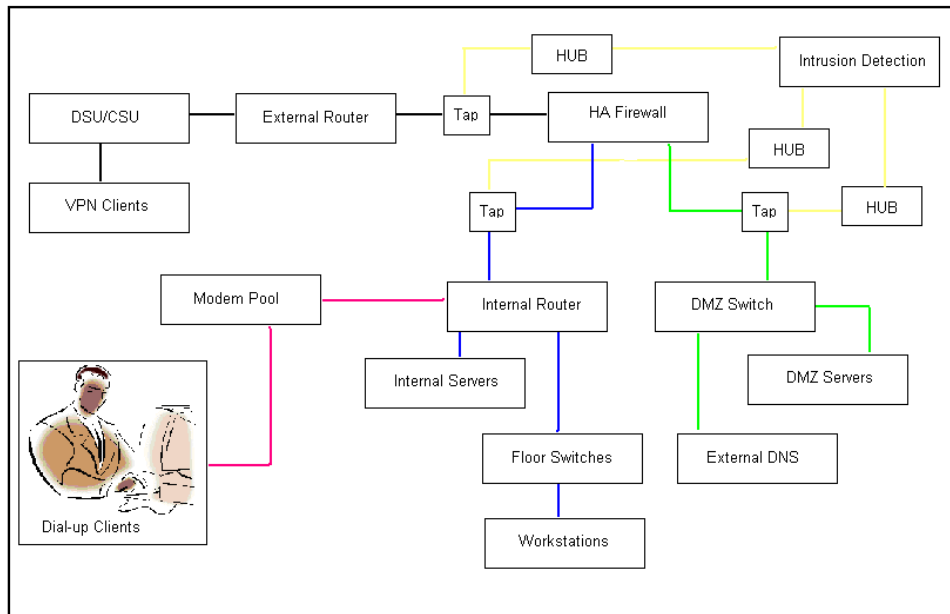 HUB
Intrusion Detection
DSU/CSU
External Router
Tap
HA Firewall
HUB
VPN Clients
Tap
Tap
HUB
Modem Pool
Internal Router
DMZ Switch
Internal Servers
DMZ Servers
Floor Switches
External DNS
Dial-up Clients
Workstations